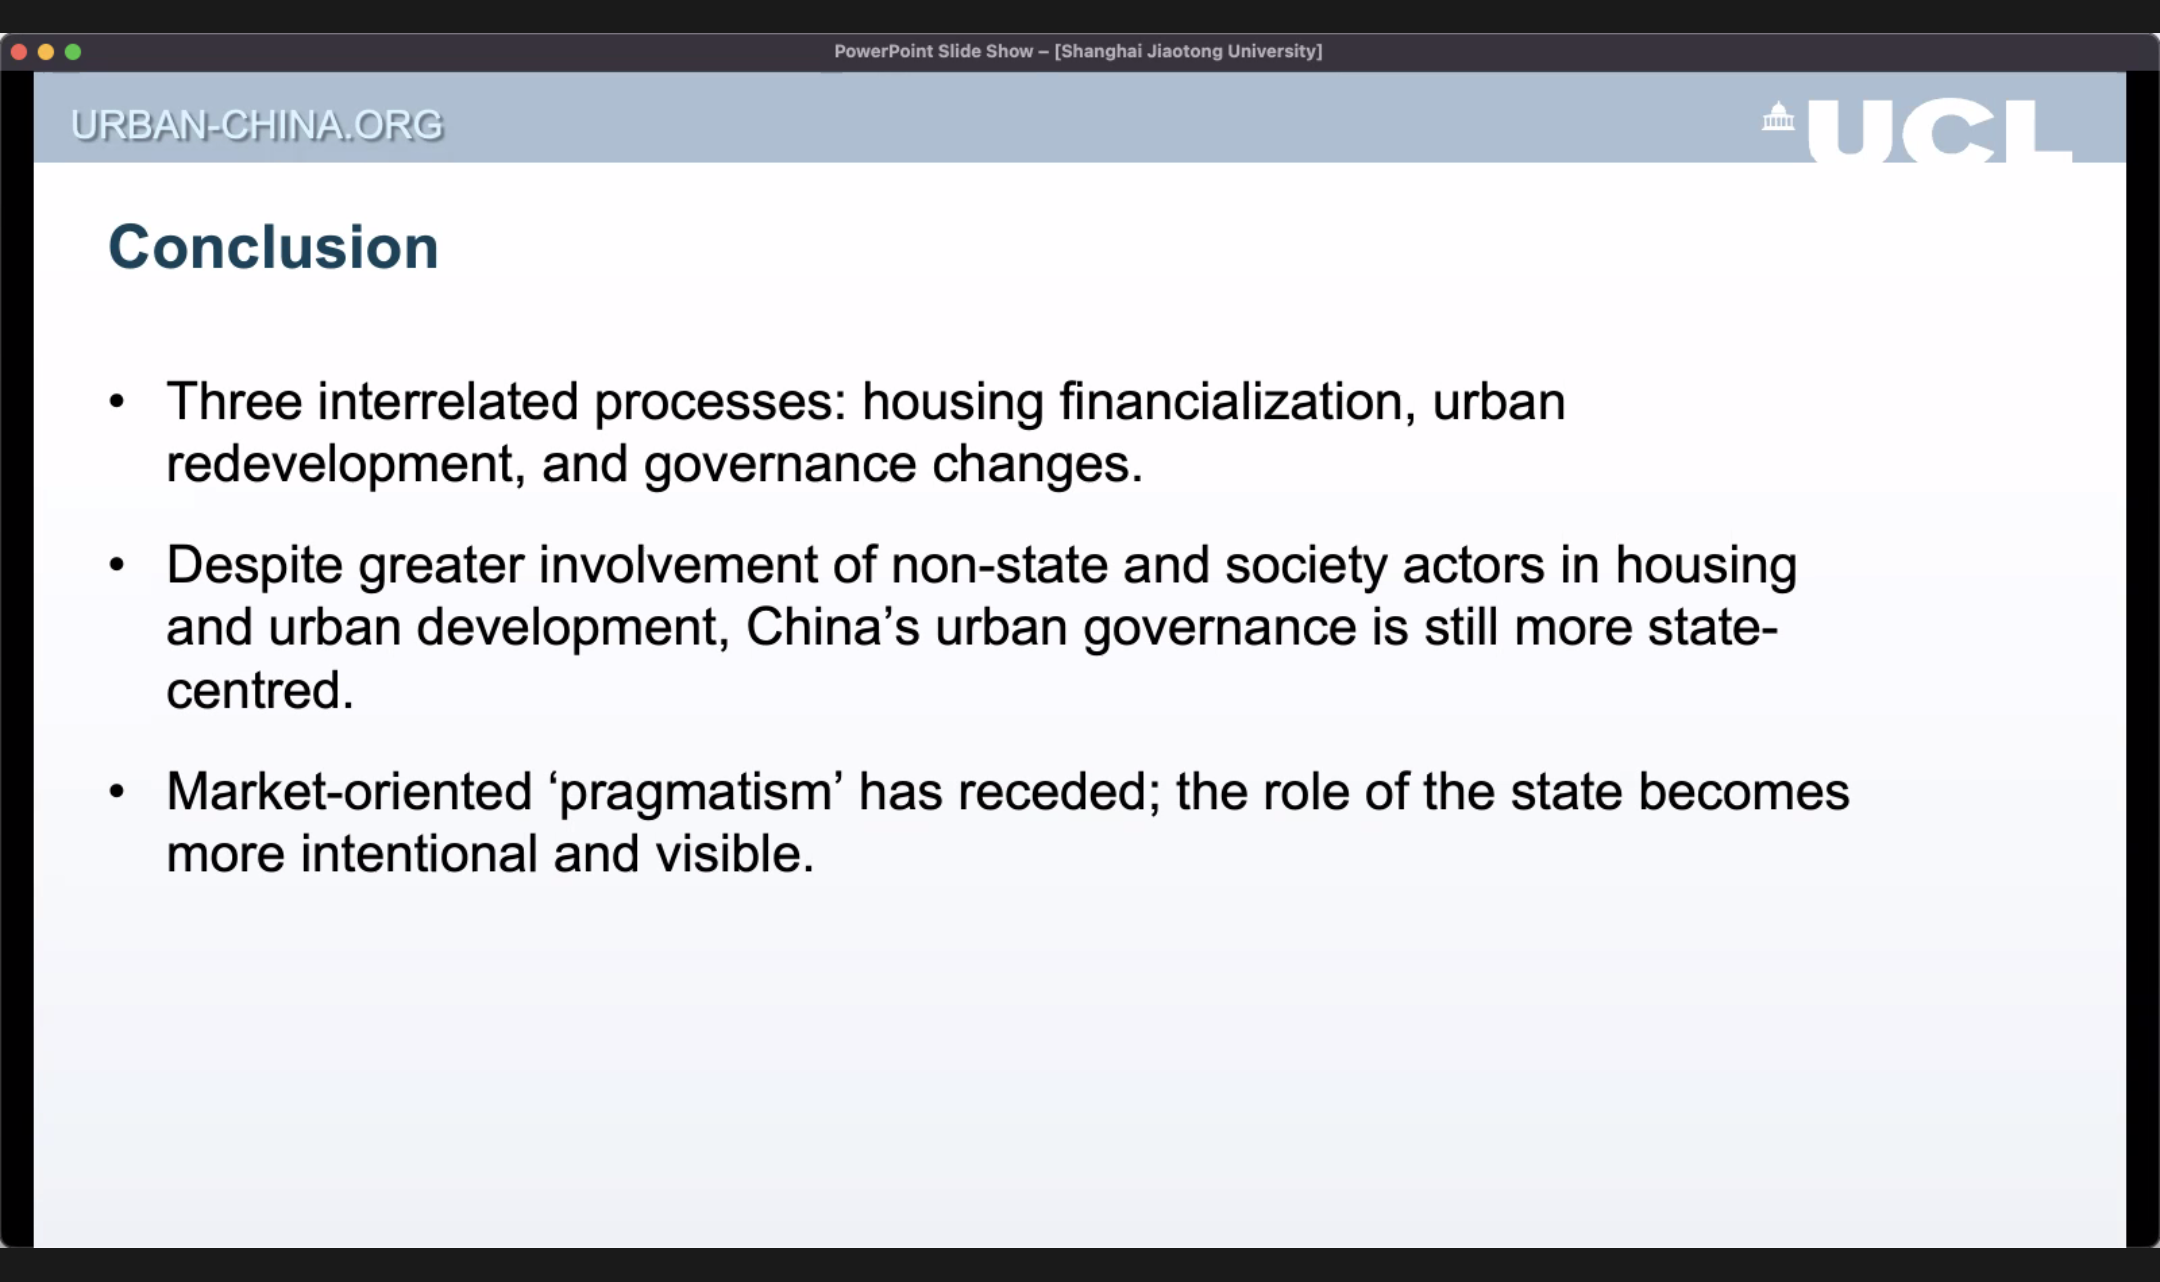 PowerPoint Slide Show – [Shanghai Jiaotong University]
URBAN-CHINA.ORG
UCL
Conclusion
• Three interrelated processes: housing financialization, urban
redevelopment, and governance changes.
• Despite greater involvement of non-state and society actors in housing
and urban development, China’s urban governance is still more state-
centred.
• Market-oriented ‘pragmatism’ has receded; the role of the state becomes
more intentional and visible.